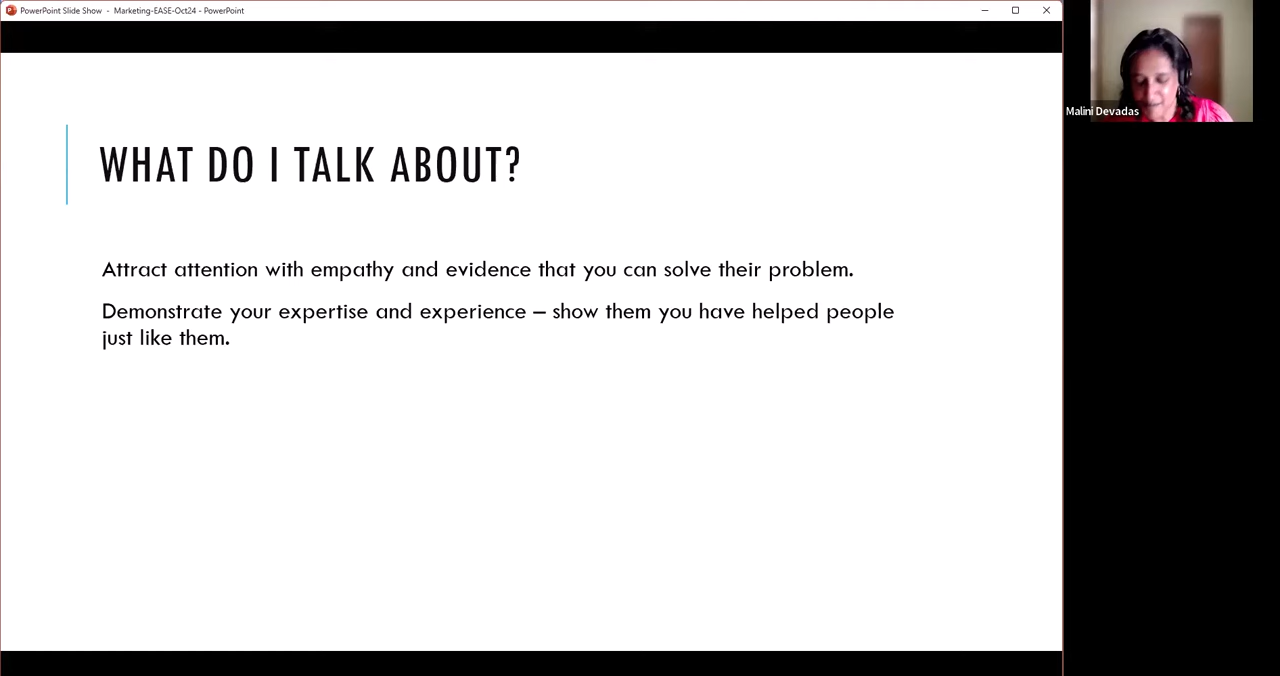 PowerPoint Slide Show - Marketing-EASE-Oct24 - PowerPoint
WHAT DO I TALK ABOUT?
Attract attention with empathy and evidence that you can solve their problem.
Demonstrate your expertise and experience – show them you have helped people
just like them.
Malini Devadas